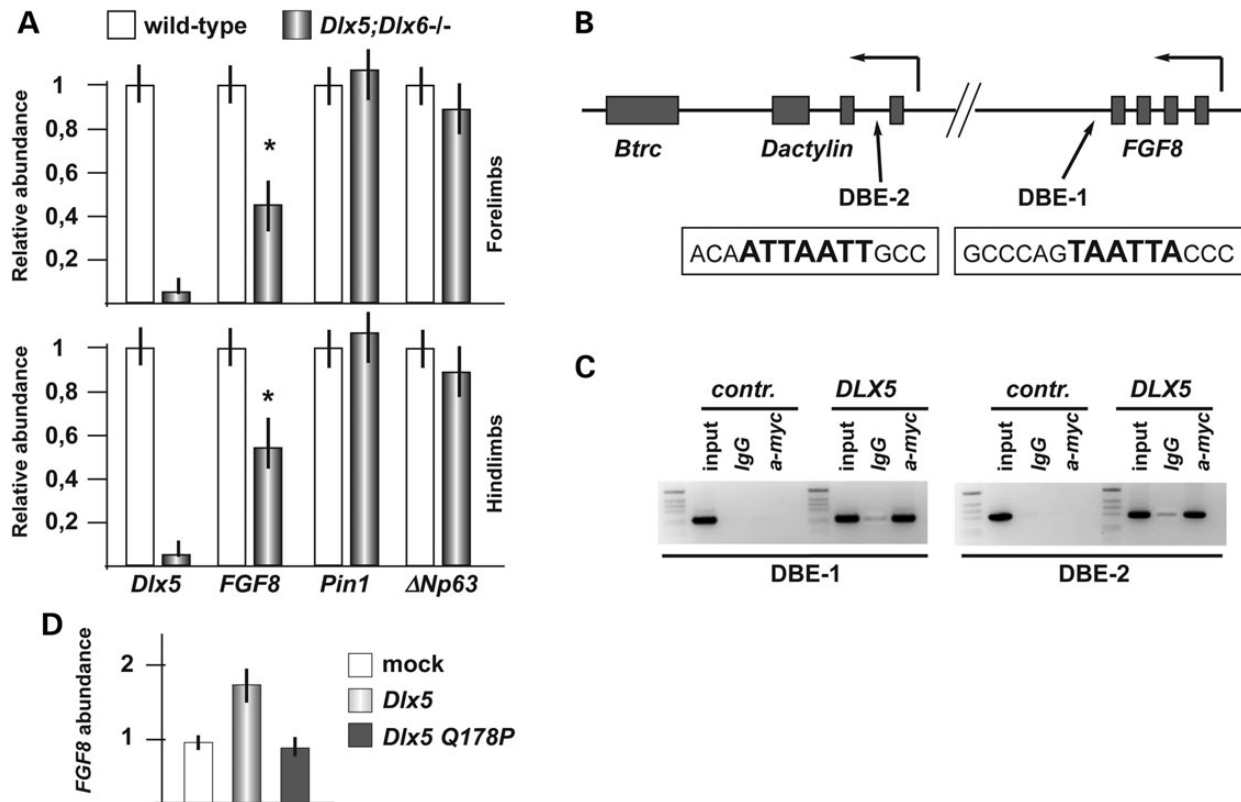 A
wild-type Dlx5;Dlx6-/-
Relative abundance
1
0,8
0,6
0,4
0,2
*
Forelimbs
Relative abundance
1
0,8
0,6
0,4
0,2
*
Hindlimbs
Dlx5 FGF8 Pin1 ΔNp63
B
Btrc Dactylin FGF8
DBE-2 DBE-1
ACAATTAATTGCC GCCCAGTAATTACCC
C
contr. DLX5 contr. DLX5
input IgG a-myc input IgG a-myc input IgG a-myc input IgG a-myc
DBE-1 DBE-2
D
FGF8 abundance
2
1
mock
Dlx5
Dlx5 Q178P